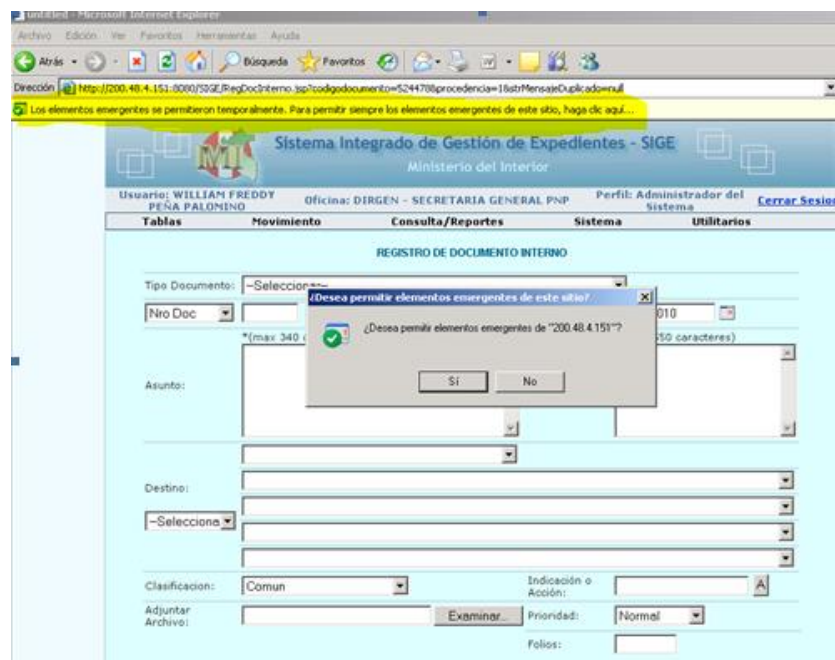 untitled - Microsoft Internet Explorer
Archivo Edición Ver Favoritos Herramientas Ayuda
Atrás Búsqueda Favoritos
Dirección http://200.48.4.151:8080/SIGE/RegDocInterno.jsp?codigodocumento=524478&procedencia=1&strMensajeDuplicado=null
Los elementos emergentes se permitieron temporalmente. Para permitir siempre los elementos emergentes de este sitio, haga clic aquí...
MI Sistema Integrado de Gestión de Expedientes - SIGE
Ministerio del Interior
Usuario: WILLIAM FREDDY PEÑA PALOMINO Oficina: DIRGEN - SECRETARIA GENERAL PNP Perfil: Administrador del Sistema Cerrar Sesion
Tablas Movimiento Consulta/Reportes Sistema Utilitarios
REGISTRO DE DOCUMENTO INTERNO
Tipo Documento: --Seleccione--
¿Desea permitir elementos emergentes de este sitio?
Nro Doc 010
¿Desea permitir elementos emergentes de "200.48.4.151"?
*(max 340 caracteres)
Sí No
Asunto:
Destino:
--Selecciona
Clasificacion: Comun Indicación o Acción: A
Adjuntar Archivo: Examinar... Prioridad: Normal
Folios: